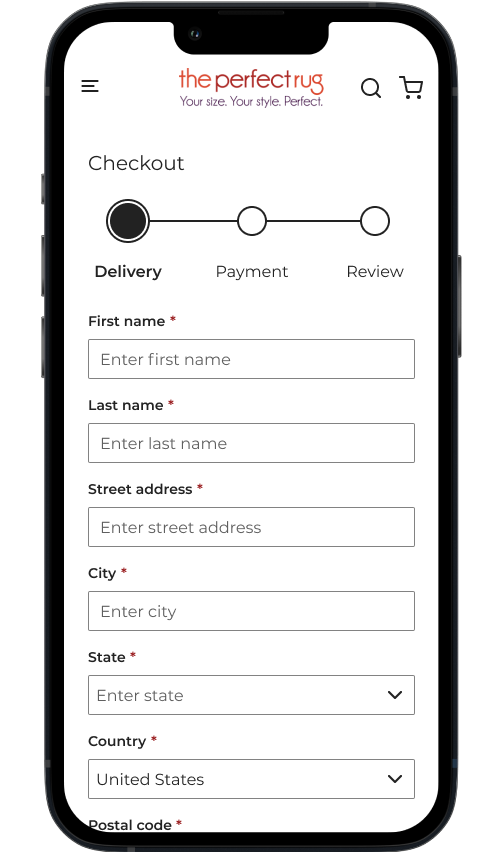 the perfect rug
Your size. Your style. Perfect.
Checkout
Delivery Payment Review
First name *
Enter first name
Last name *
Enter last name
Street address *
Enter street address
City *
Enter city
State *
Enter state
Country *
United States
Postal code *